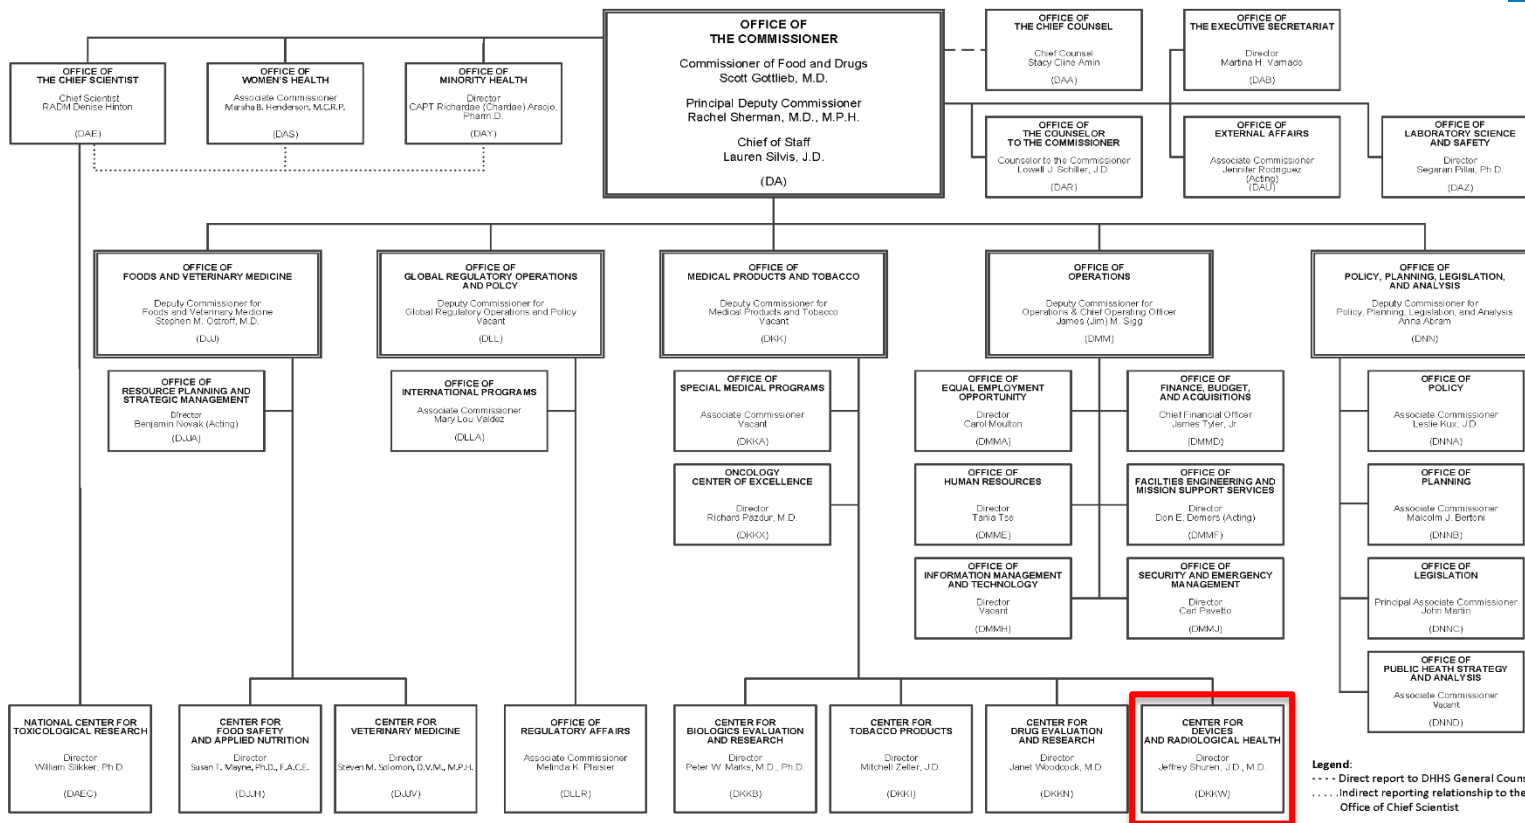 OFFICE OF
THE COMMISSIONER
Commissioner of Food and Drugs
Scott Gottlieb, M.D.
Principal Deputy Commissioner
Rachel Sherman, M.D., M.P.H.
Chief of Staff
Lauren Silvis, J.D.
(DA)
OFFICE OF
THE CHIEF COUNSEL
Chief Counsel
Stacy Cline Amin
(DAA)
OFFICE OF
THE EXECUTIVE SECRETARIAT
Director
Martina H. Varnado
(DAB)
OFFICE OF
THE CHIEF SCIENTIST
Chief Scientist
RADM Denise Hinton
(DAE)
OFFICE OF
WOMEN'S HEALTH
Associate Commissioner
Marsha B. Henderson, M.C.R.P.
(DAS)
OFFICE OF
MINORITY HEALTH
Director
CAPT Richardae (Chardae) Araojo,
Pharm.D.
(DAY)
OFFICE OF
THE COUNSELOR
TO THE COMMISSIONER
Counselor to the Commissioner
Lowell J. Schiller, J.D.
(DAR)
OFFICE OF
EXTERNAL AFFAIRS
Associate Commissioner
Jennifer Rodriguez
(Acting)
(DAU)
OFFICE OF
LABORATORY SCIENCE
AND SAFETY
Director
Segaran Pillai, Ph.D.
(DAZ)
OFFICE OF
FOODS AND VETERINARY MEDICINE
Deputy Commissioner for
Foods and Veterinary Medicine
Stephen M. Ostroff, M.D.
(DJJ)
OFFICE OF
GLOBAL REGULATORY OPERATIONS
AND POLCY
Deputy Commissioner for
Global Regulatory Operations and Policy
Vacant
(DLL)
OFFICE OF
MEDICAL PRODUCTS AND TOBACCO
Deputy Commissioner for
Medical Products and Tobacco
Vacant
(DKK)
OFFICE OF
OPERATIONS
Deputy Commissioner for
Operations & Chief Operating Officer
James (Jim) M. Sigg
(DMM)
OFFICE OF
POLICY, PLANNING, LEGISLATION,
AND ANALYSIS
Deputy Commissioner for
Policy, Planning, Legislation, and Analysis
Anna Abram
(DNN)
OFFICE OF
RESOURCE PLANNING AND
STRATEGIC MANAGEMENT
Director
Benjamin Novak (Acting)
(DJJA)
OFFICE OF
INTERNATIONAL PROGRAMS
Associate Commissioner
Mary Lou Valdez
(DLLA)
OFFICE OF
SPECIAL MEDICAL PROGRAMS
Associate Commissioner
Vacant
(DKKA)
OFFICE OF
EQUAL EMPLOYMENT
OPPORTUNITY
Director
Carol Moulton
(DMMA)
OFFICE OF
FINANCE, BUDGET,
AND ACQUISITIONS
Chief Financial Officer
James Tyler, Jr.
(DMMD)
OFFICE OF
POLICY
Associate Commissioner
Leslie Kux, J.D.
(DNNA)
ONCOLOGY
CENTER OF EXCELLENCE
Director
Richard Pazdur, M.D.
(DKKX)
OFFICE OF
HUMAN RESOURCES
Director
Tania Tse
(DMME)
OFFICE OF
FACILTIES ENGINEERING AND
MISSION SUPPORT SERVICES
Director
Don E. Demers (Acting)
(DMMF)
OFFICE OF
PLANNING
Associate Commissioner
Malcolm J. Bertoni
(DNNB)
OFFICE OF
INFORMATION MANAGEMENT
AND TECHNOLOGY
Director
Vacant
(DMMH)
OFFICE OF
SECURITY AND EMERGENCY
MANAGEMENT
Director
Carl Pavetto
(DMMJ)
OFFICE OF
LEGISLATION
Principal Associate Commissioner
John Martin
(DNNC)
OFFICE OF
PUBLIC HEATH STRATEGY
AND ANALYSIS
Associate Commissioner
Vacant
(DNND)
NATIONAL CENTER FOR
TOXICOLOGICAL RESEARCH
Director
William Slikker, Ph.D.
(DAEC)
CENTER FOR
FOOD SAFETY
AND APPLIED NUTRITION
Director
Susan T. Mayne, Ph.D., F.A.C.E.
(DJJH)
CENTER FOR
VETERINARY MEDICINE
Director
Steven M. Solomon, D.V.M., M.P.H.
(DJJV)
OFFICE OF
REGULATORY AFFAIRS
Associate Commissioner
Melinda K. Plaisier
(DLLR)
CENTER FOR
BIOLOGICS EVALUATION
AND RESEARCH
Director
Peter W. Marks, M.D., Ph.D.
(DKKB)
CENTER FOR
TOBACCO PRODUCTS
Director
Mitchell Zeller, J.D.
(DKKI)
CENTER FOR
DRUG EVALUATION
AND RESEARCH
Director
Janet Woodcock, M.D.
(DKKN)
CENTER FOR
DEVICES
AND RADIOLOGICAL HEALTH
Director
Jeffrey Shuren, J.D., M.D.
(DKKW)
Legend:
- - - - Direct report to DHHS General Couns
. . . . . Indirect reporting relationship to the
Office of Chief Scientist